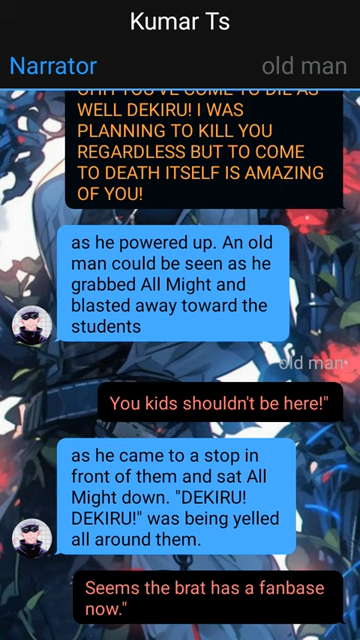 Kumar Ts
Narrator
old man
WELL DEKIRU! I WAS
PLANNING TO KILL YOU
REGARDLESS BUT TO COME
TO DEATH ITSELF IS AMAZING
OF YOU!
as he powered up. An old
man could be seen as he
grabbed All Might and
blasted away toward the
students
old man
You kids shouldn't be here!"
as he came to a stop in
front of them and sat All
Might down. "DEKIRU!
DEKIRU!" was being yelled
all around them.
Seems the brat has a fanbase
now."